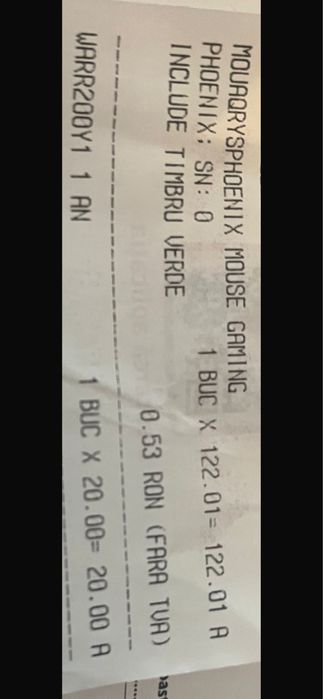 MOUAQRYSPHOENIX MOUSE GAMING
PHOENIX; SN: 0
1 BUC X 122.01= 122.01 A
INCLUDE TIMBRU VERDE
0.53 RON (FARA TVA)
WARR200Y1 1 AN
1 BUC X 20.00= 20.00 A